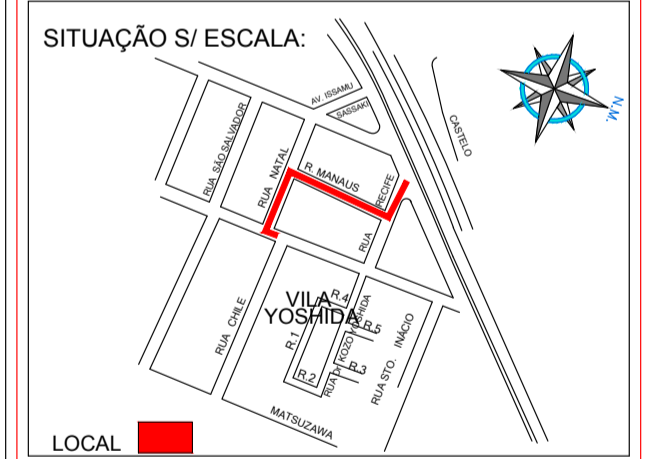 SITUAÇÃO S/ ESCALA:
AV. ISSAMU
SASSAKI
CASTELO
N.M.
RUA SÃO SALVADOR
RUA NATAL
R. MANAUS
RECIFE
RUA
RUA CHILE
VILA
YOSHIDA
R.4
R.1
R.5
R.2
R.3
RUA Dr. KOZO YOSHIDA
RUA STO. INÁCIO
MATSUZAWA
LOCAL